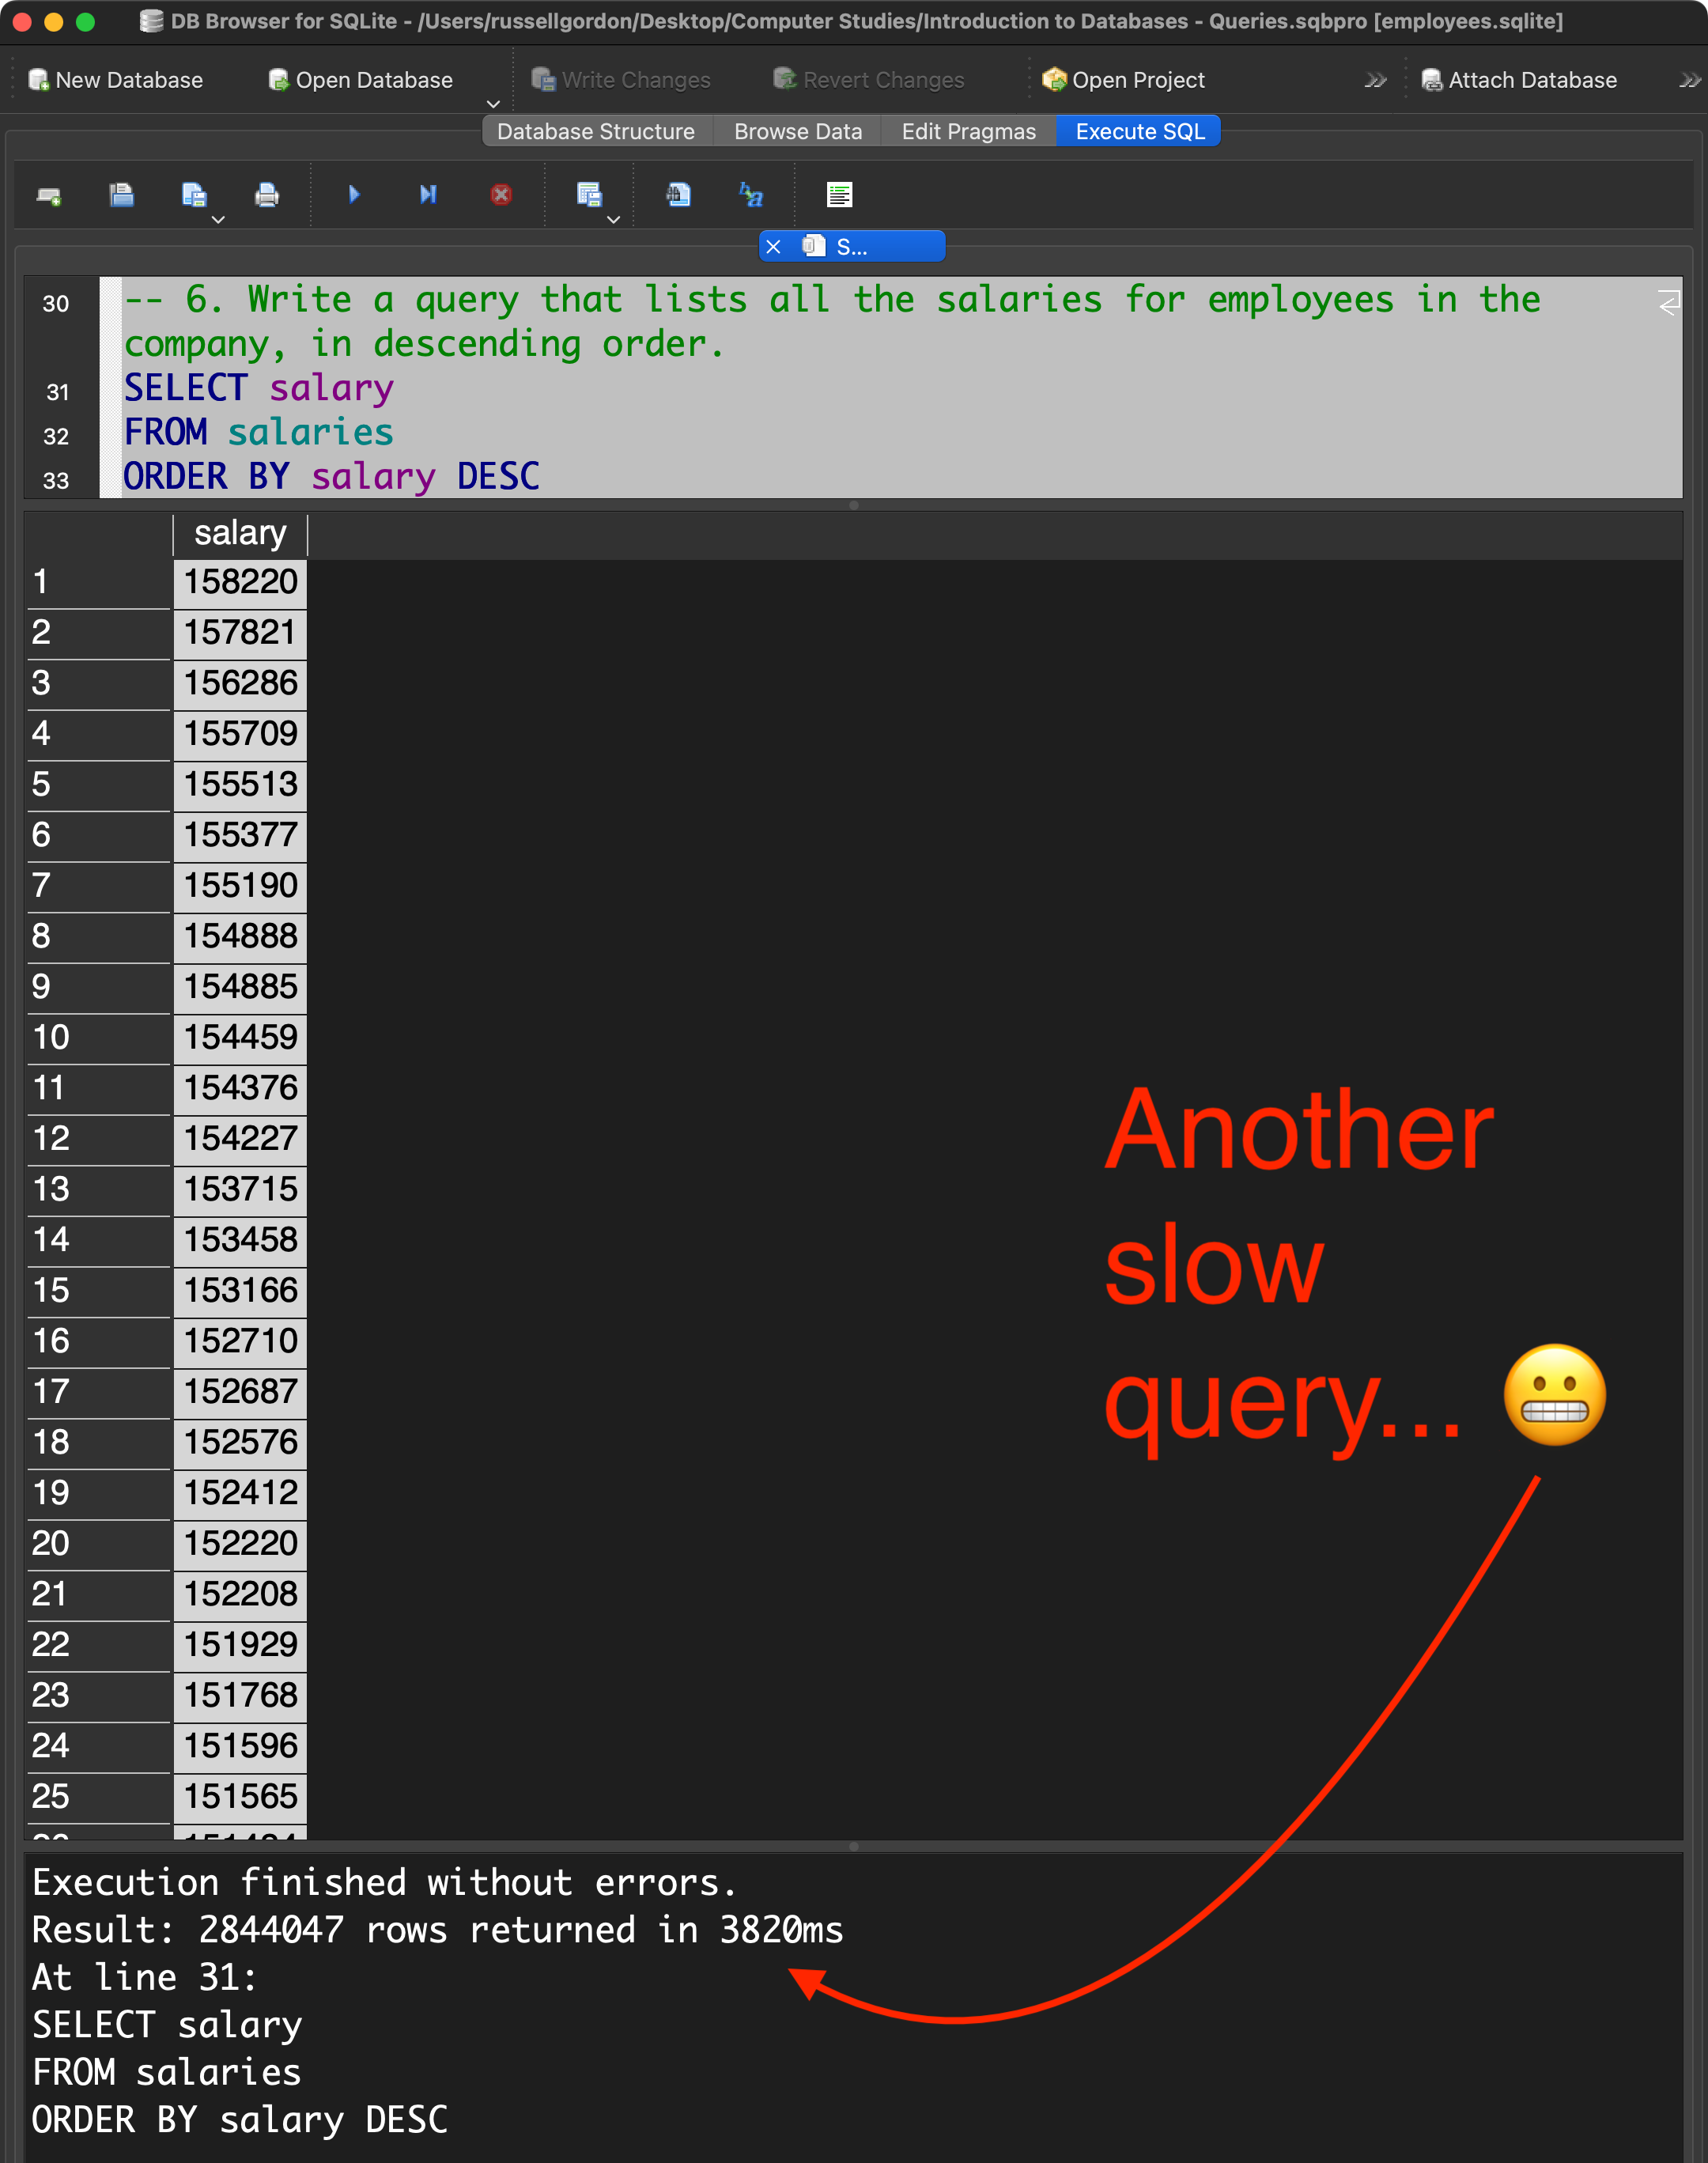 DB Browser for SQLite - /Users/russellgordon/Desktop/Computer Studies/Introduction to Databases - Queries.sqbpro [employees.sqlite]
New Database Open Database Write Changes Revert Changes Open Project Attach Database
Database Structure Browse Data Edit Pragmas Execute SQL
S...
30 -- 6. Write a query that lists all the salaries for employees in the
company, in descending order.
31 SELECT salary
32 FROM salaries
33 ORDER BY salary DESC
salary
1 158220
2 157821
3 156286
4 155709
5 155513
6 155377
7 155190
8 154888
9 154885
10 154459
11 154376
12 154227
13 153715
14 153458
15 153166
16 152710
17 152687
18 152576
19 152412
20 152220
21 152208
22 151929
23 151768
24 151596
25 151565
Another
slow
query... 😬
Execution finished without errors.
Result: 2844047 rows returned in 3820ms
At line 31:
SELECT salary
FROM salaries
ORDER BY salary DESC